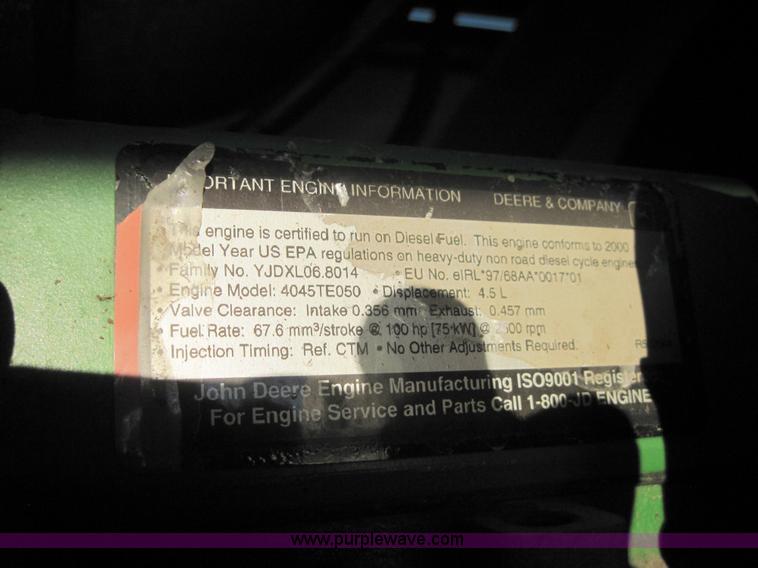 ORTANT ENGINE INFORMATION DEERE & COMPANY
This engine is certified to run on Diesel Fuel. This engine conforms to 2000
Model Year US EPA regulations on heavy-duty non road diesel cycle engine
• Family No. YJDXL06.8014 • EU No. eIRL*97/68AA*0017*01
• Engine Model: 4045TE050 • Displacement: 4.5 L
• Valve Clearance: Intake 0.356 mm Exhaust: 0.457 mm
• Fuel Rate: 67.6 mm³/stroke @ 100 hp [75 kW] @ rpm
• Injection Timing: Ref. CTM • No Other Adjustments Required.
John Deere Engine Manufacturing ISO9001 Register
For Engine Service and Parts Call 1-800-JD ENGINE
www.purplewave.com